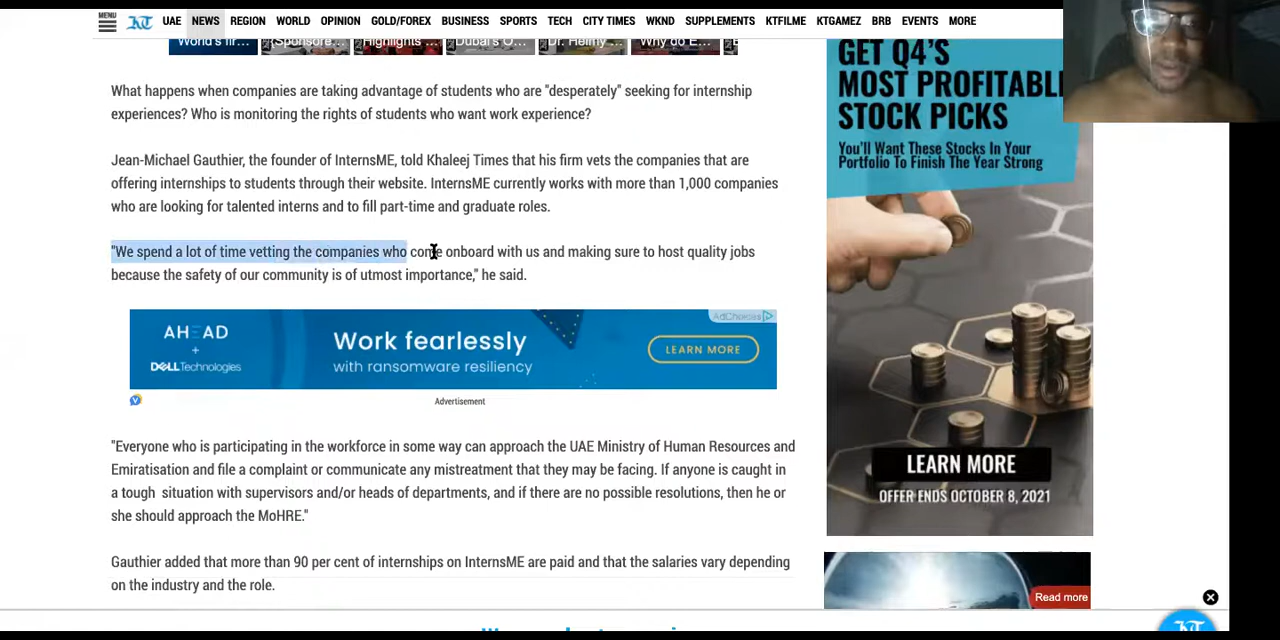 MENU
KT
UAE NEWS REGION WORLD OPINION GOLD/FOREX BUSINESS SPORTS TECH CITY TIMES WKND SUPPLEMENTS KTFILME KTGAMEZ BRB EVENTS MORE
World's fir... (Sponsore... Highlights ... Dubai's O... Dr. Helmy ... Why do E...
What happens when companies are taking advantage of students who are "desperately" seeking for internship
experiences? Who is monitoring the rights of students who want work experience?
Jean-Michael Gauthier, the founder of InternsME, told Khaleej Times that his firm vets the companies that are
offering internships to students through their website. InternsME currently works with more than 1,000 companies
who are looking for talented interns and to fill part-time and graduate roles.
"We spend a lot of time vetting the companies who come onboard with us and making sure to host quality jobs
because the safety of our community is of utmost importance," he said.
AHEAD
+
DELL Technologies
Work fearlessly
with ransomware resiliency
LEARN MORE
AdChoices
Advertisement
"Everyone who is participating in the workforce in some way can approach the UAE Ministry of Human Resources and
Emiratisation and file a complaint or communicate any mistreatment that they may be facing. If anyone is caught in
a tough situation with supervisors and/or heads of departments, and if there are no possible resolutions, then he or
she should approach the MoHRE."
Gauthier added that more than 90 per cent of internships on InternsME are paid and that the salaries vary depending
on the industry and the role.
GET Q4'S
MOST PROFITABL
STOCK PICKS
You'll Want These Stocks In Your
Portfolio To Finish The Year Strong
LEARN MORE
OFFER ENDS OCTOBER 8, 2021
Read more